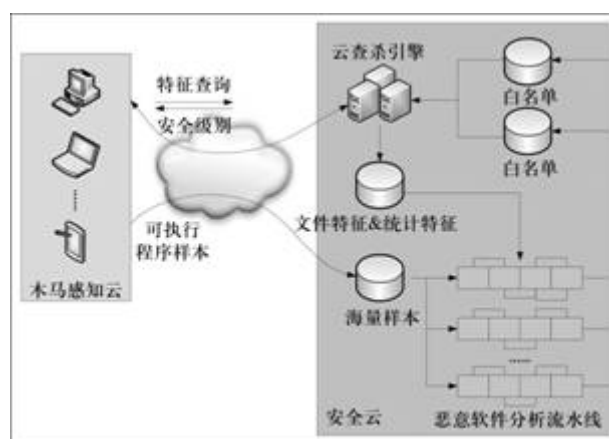 特征查询
安全级别
可执行
程序样本
木马感知云
云查杀引擎
白名单
白名单
文件特征&统计特征
海量样本
......
......
安全云
恶意软件分析流水线